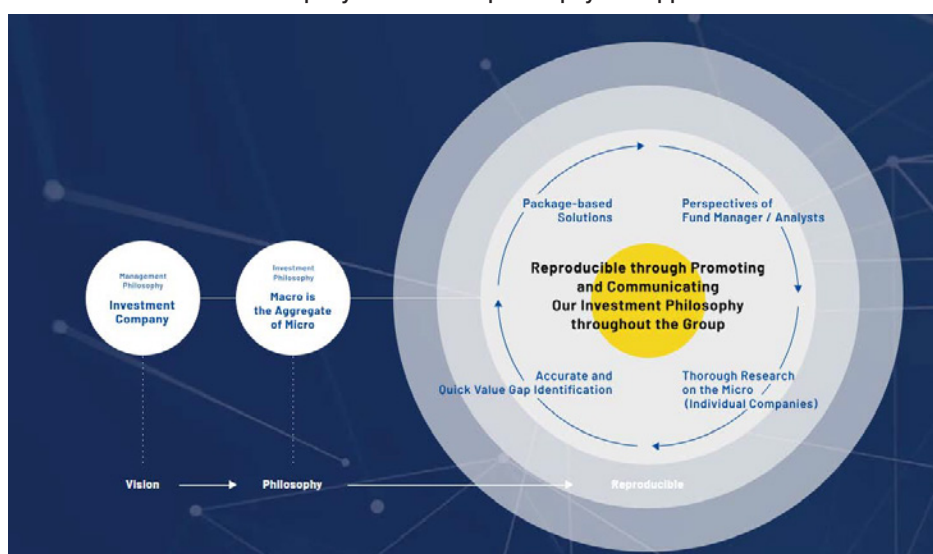 Management
Philosophy
Investment
Company
Investment
Philosophy
Macro is
the Aggregate
of Micro
Package-based
Solutions
Perspectives of
Fund Manager / Analysts
Reproducible through Promoting
and Communicating
Our Investment Philosophy
throughout the Group
Accurate and
Quick Value Gap Identification
Thorough Research
on the Micro
(Individual Companies)
Vision
Philosophy
Reproducible